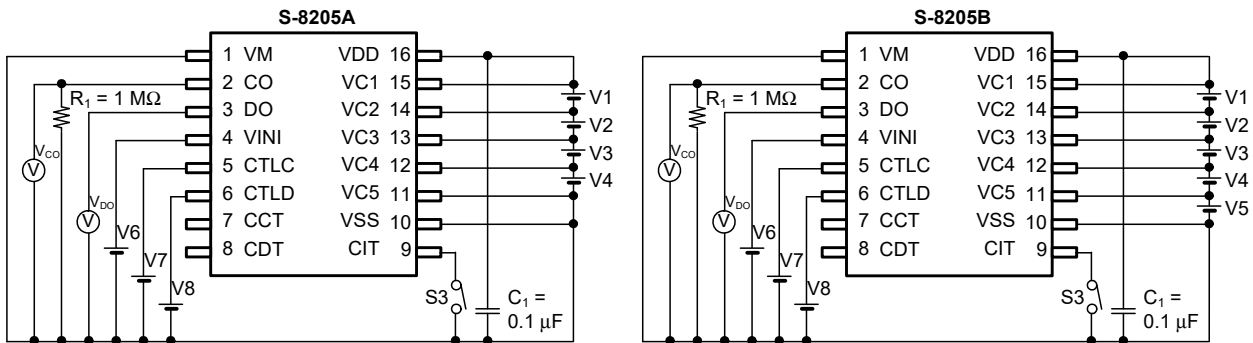 S-8205A
1 VM VDD 16
2 CO VC1 15
3 DO VC2 14
4 VINI VC3 13
5 CTLC VC4 12
6 CTLD VC5 11
7 CCT VSS 10
8 CDT CIT 9
R₁ = 1 MΩ
V_CO
V
V_DO
V
V6
V7
V8
V1
V2
V3
V4
S3
C₁ =
0.1 μF
S-8205B
1 VM VDD 16
2 CO VC1 15
3 DO VC2 14
4 VINI VC3 13
5 CTLC VC4 12
6 CTLD VC5 11
7 CCT VSS 10
8 CDT CIT 9
R₁ = 1 MΩ
V_CO
V
V_DO
V
V6
V7
V8
V1
V2
V3
V4
V5
S3
C₁ =
0.1 μF